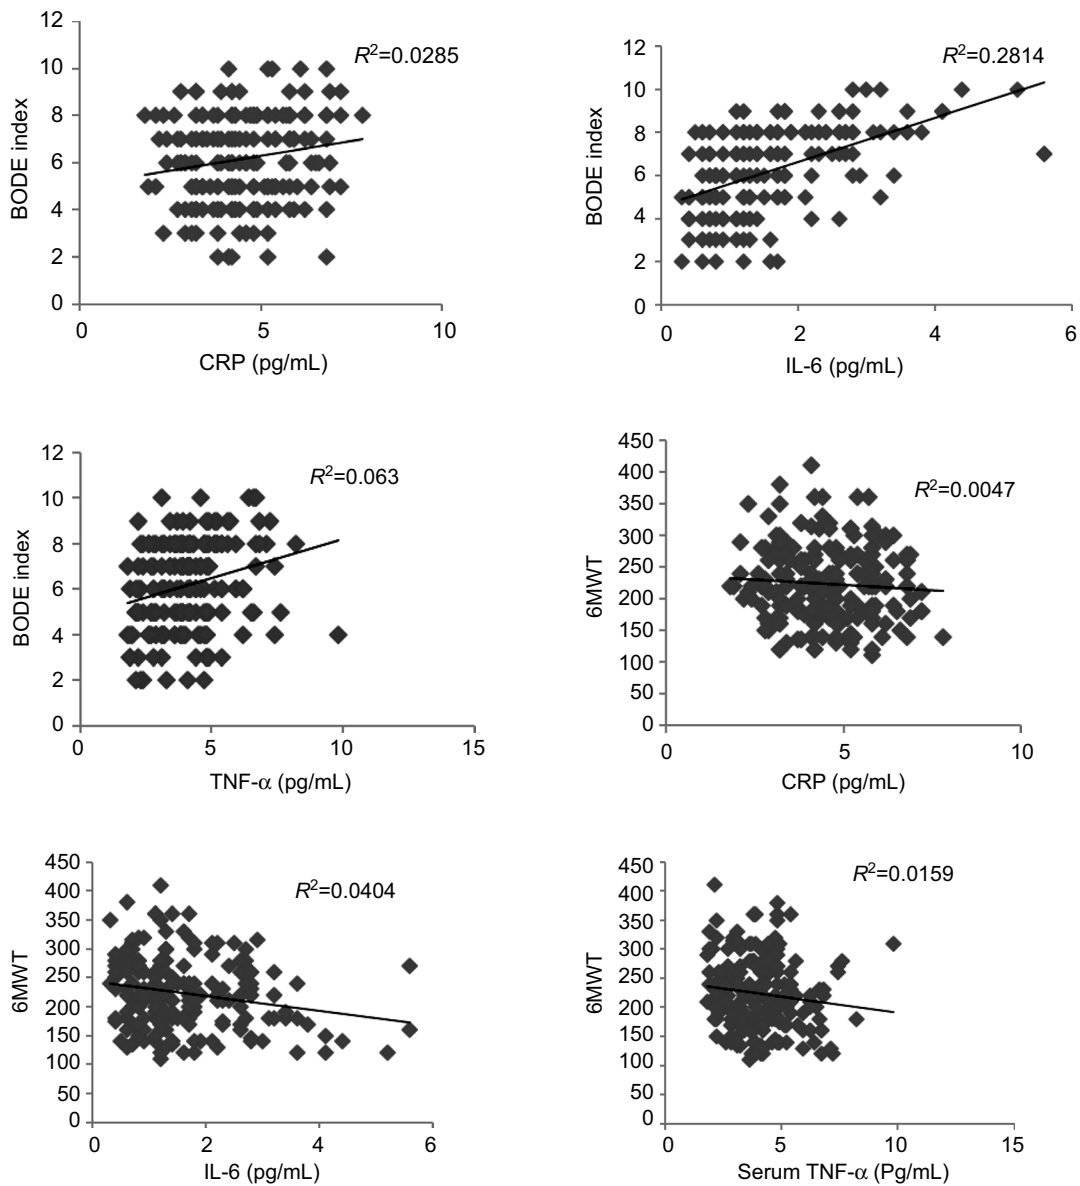 12
10
8
6
4
2
0
BODE index
R²=0.0285
0 5 10
CRP (pg/mL)
12
10
8
6
4
2
0
BODE index
R²=0.2814
0 2 4 6
IL-6 (pg/mL)
12
10
8
6
4
2
0
BODE index
R²=0.063
0 5 10 15
TNF-α (pg/mL)
450
400
350
300
250
200
150
100
50
0
6MWT
R²=0.0047
0 5 10
CRP (pg/mL)
450
400
350
300
250
200
150
100
50
0
6MWT
R²=0.0404
0 2 4 6
IL-6 (pg/mL)
450
400
350
300
250
200
150
100
50
0
6MWT
R²=0.0159
0 5 10 15
Serum TNF-α (Pg/mL)